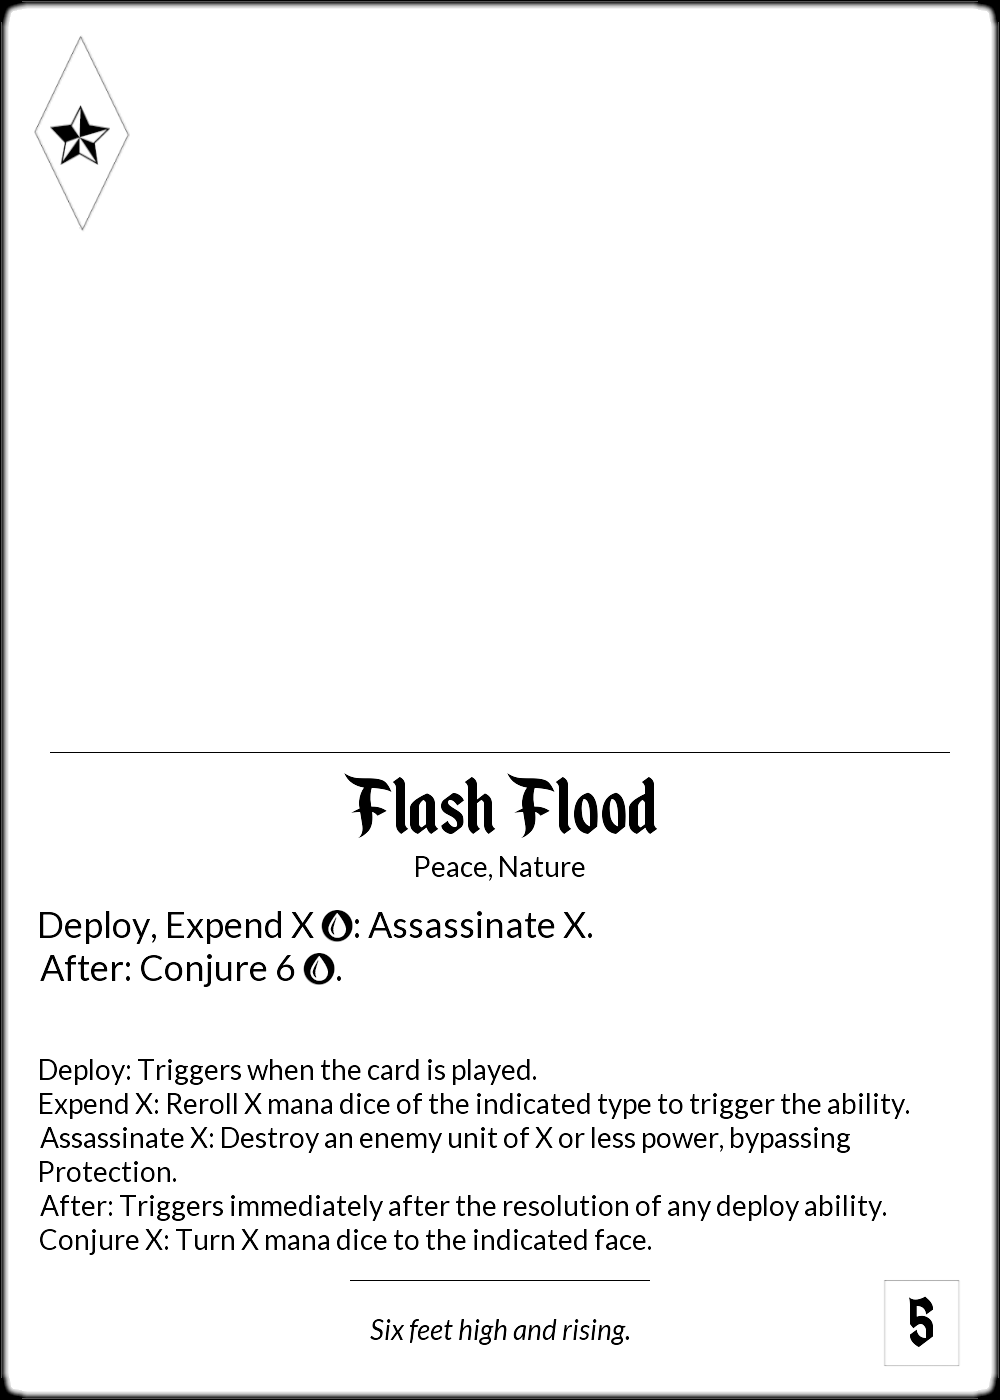 Flash Flood
Peace, Nature
Deploy, Expend X 💧: Assassinate X.
After: Conjure 6 💧.
Deploy: Triggers when the card is played.
Expend X: Reroll X mana dice of the indicated type to trigger the ability.
Assassinate X: Destroy an enemy unit of X or less power, bypassing
Protection.
After: Triggers immediately after the resolution of any deploy ability.
Conjure X: Turn X mana dice to the indicated face.
Six feet high and rising.
5